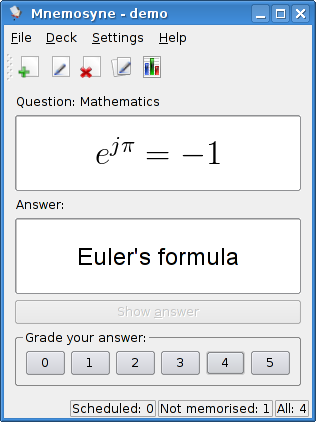 Mnemosyne - demo
File Deck Settings Help
Question: Mathematics
e^{jπ} = −1
Answer:
Euler's formula
Show answer
Grade your answer:
0 1 2 3 4 5
Scheduled: 0 Not memorised: 1 All: 4